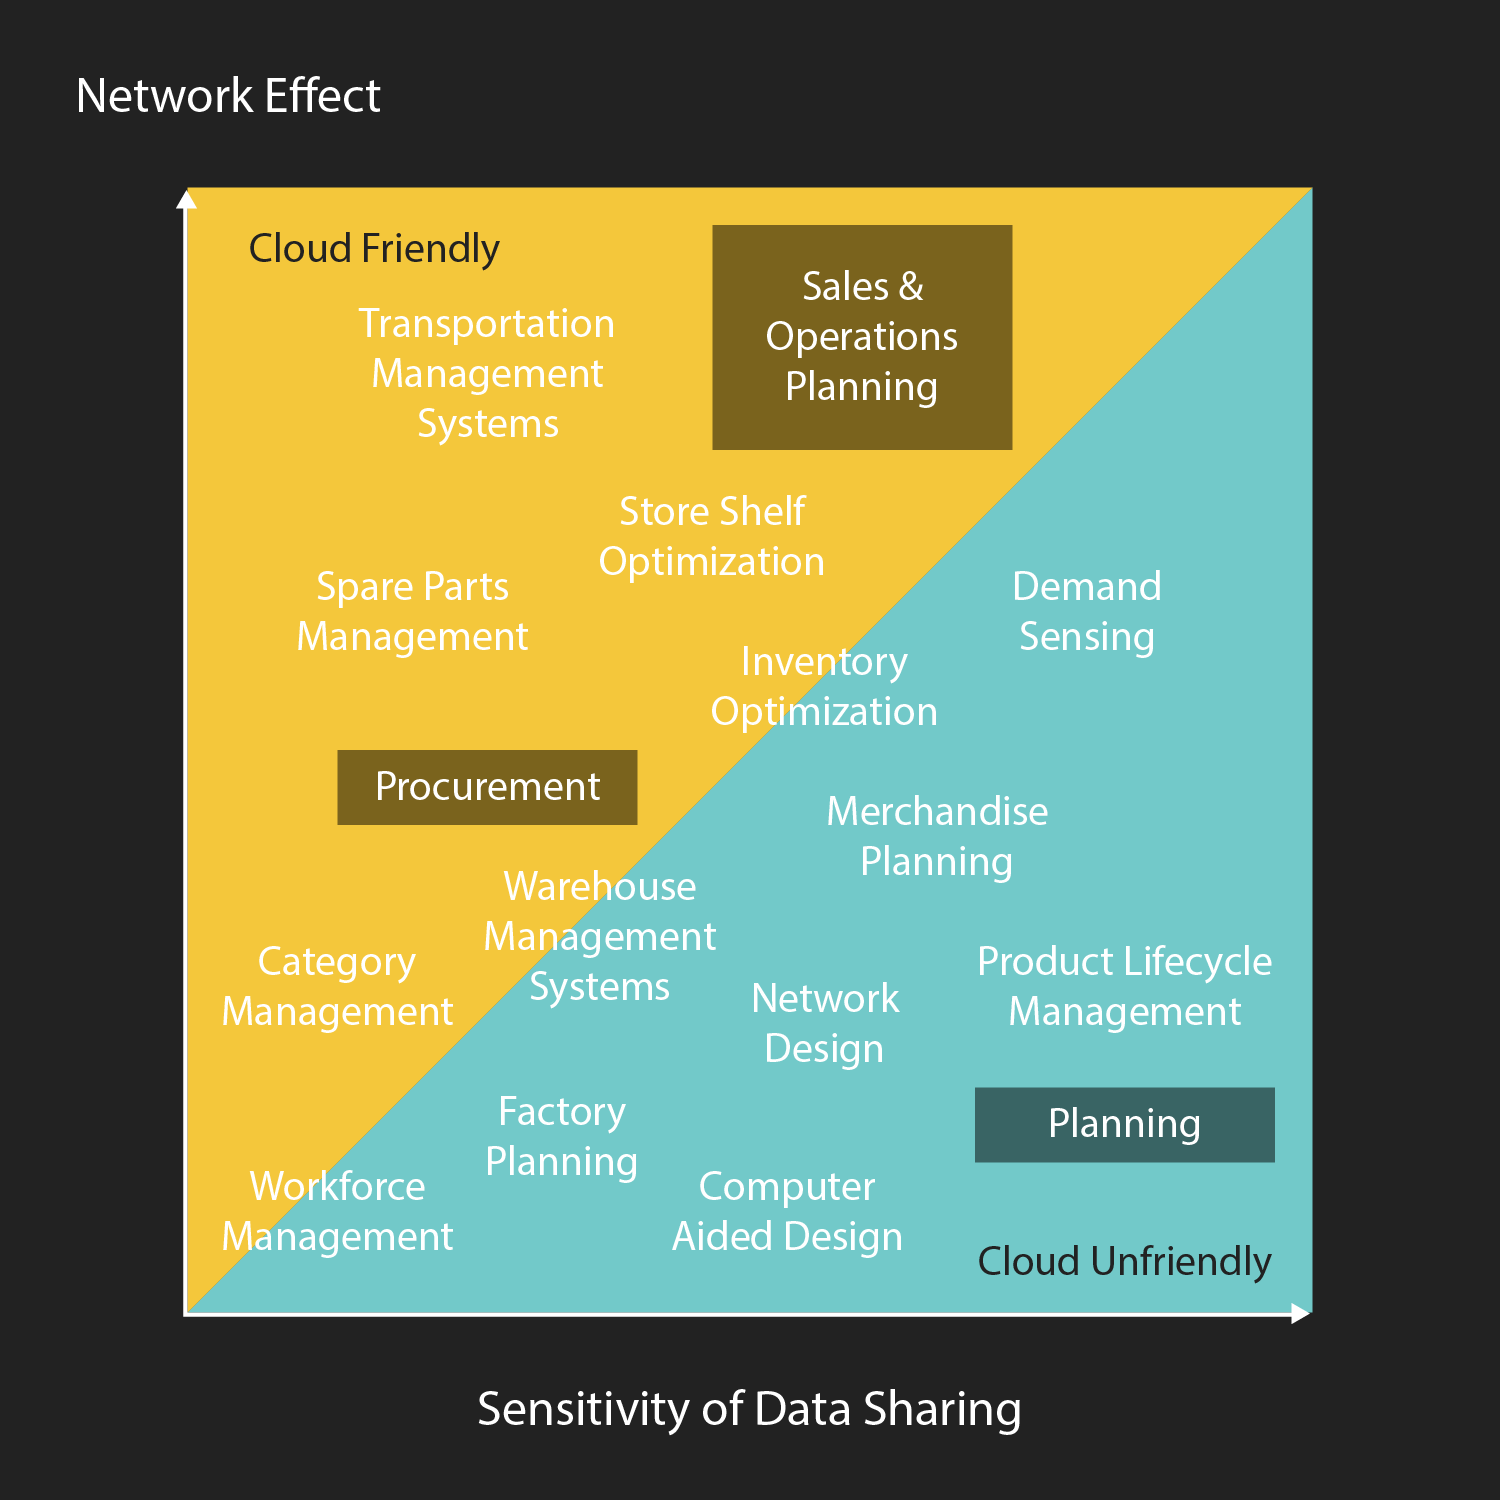 Network Effect
Cloud Friendly
Transportation
Management
Systems
Sales &
Operations
Planning
Store Shelf
Optimization
Spare Parts
Management
Demand
Sensing
Inventory
Optimization
Procurement
Merchandise
Planning
Warehouse
Management
Systems
Category
Management
Network
Design
Product Lifecycle
Management
Factory
Planning
Planning
Workforce
Management
Computer
Aided Design
Cloud Unfriendly
Sensitivity of Data Sharing